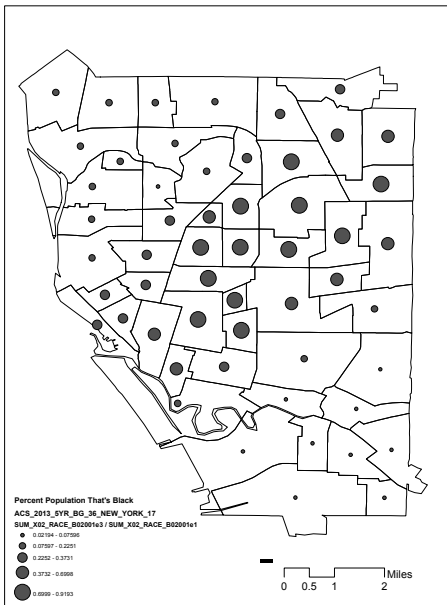 Percent Population That's Black
ACS_2013_5YR_BG_36_NEW_YORK_17
SUM_X02_RACE_B02001e3 / SUM_X02_RACE_B02001e1
0.02194 - 0.07596
0.07597 - 0.2251
0.2252 - 0.3731
0.3732 - 0.6998
0.6999 - 0.9193
Miles
0 0.5 1 2